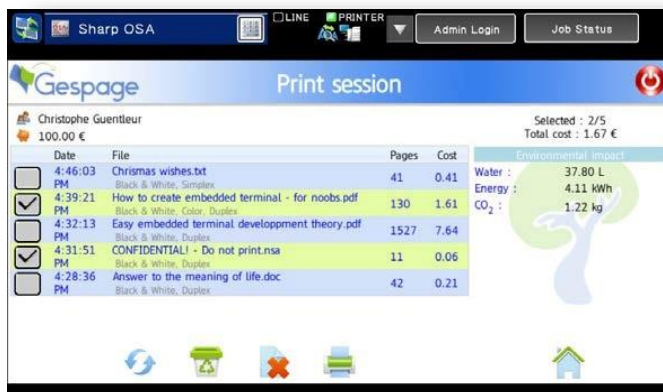 Sharp OSA
LINE
PRINTER
Admin Login
Job Status
Gespage
Print session
Christophe Guentleur
100.00 €
Selected : 2/5
Total cost : 1.67 €
Date File Pages Cost
4:46:03 PM Chrismas wishes.txt 41 0.41
Black & White, Simplex
4:39:21 PM How to create embedded terminal - for noobs.pdf 130 1.61
Black & White, Color, Duplex
4:32:13 PM Easy embedded terminal developpment theory.pdf 1527 7.64
Black & White, Duplex
4:31:51 PM CONFIDENTIAL! - Do not print.nsa 11 0.06
Black & White, Duplex
4:28:36 PM Answer to the meaning of life.doc 42 0.21
Black & White, Duplex
Environmental impact
Water : 37.80 L
Energy : 4.11 kWh
CO₂ : 1.22 kg